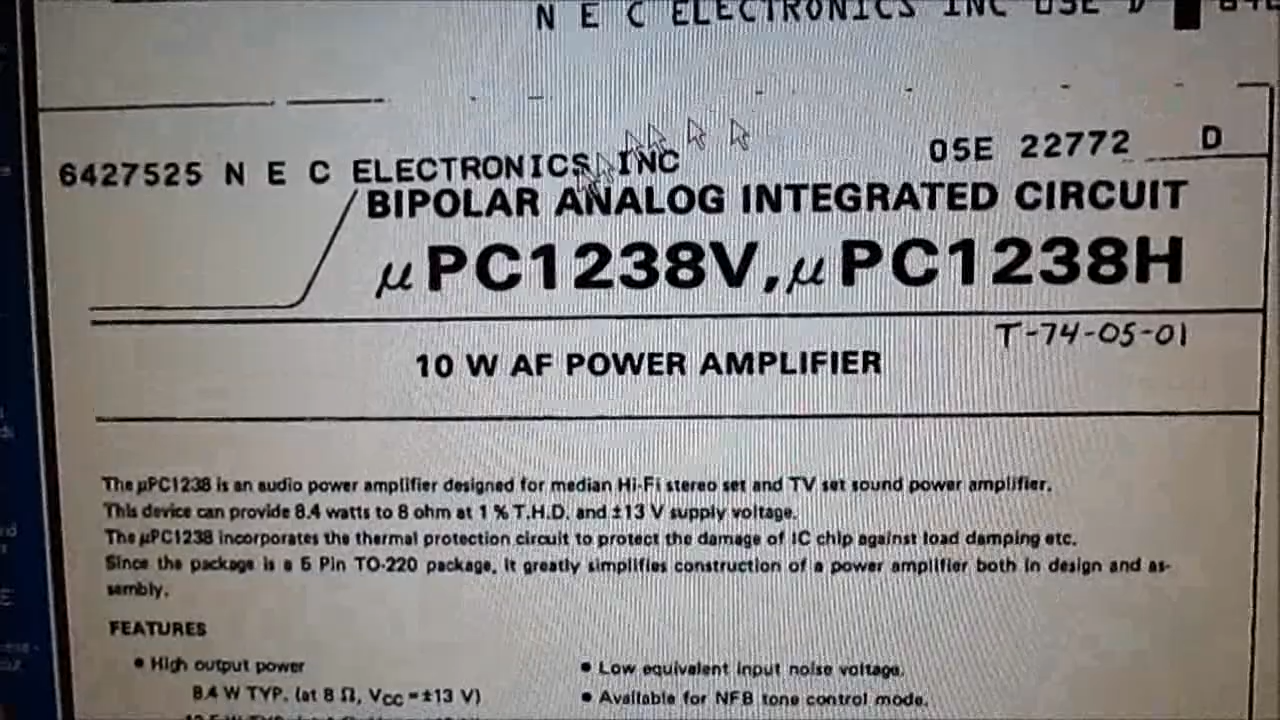 N E C ELECTRONICS INC 05E D
6427525 N E C ELECTRONICS INC 05E 22772 D
BIPOLAR ANALOG INTEGRATED CIRCUIT
μPC1238V, μPC1238H
T-74-05-01
10 W AF POWER AMPLIFIER
The μPC1238 is an audio power amplifier designed for median Hi-Fi stereo set and TV set sound power amplifier.
This device can provide 8.4 watts to 8 ohm at 1 % T.H.D. and ±13 V supply voltage.
The μPC1238 incorporates the thermal protection circuit to protect the damage of IC chip against load damping etc.
Since the package is a 5 Pin TO-220 package, it greatly simplifies construction of a power amplifier both in design and as-
sembly.
FEATURES
• High output power
• Low equivalent input noise voltage.
8.4 W TYP. (at 8 Ω, VCC = ±13 V)
• Available for NFB tone control mode.